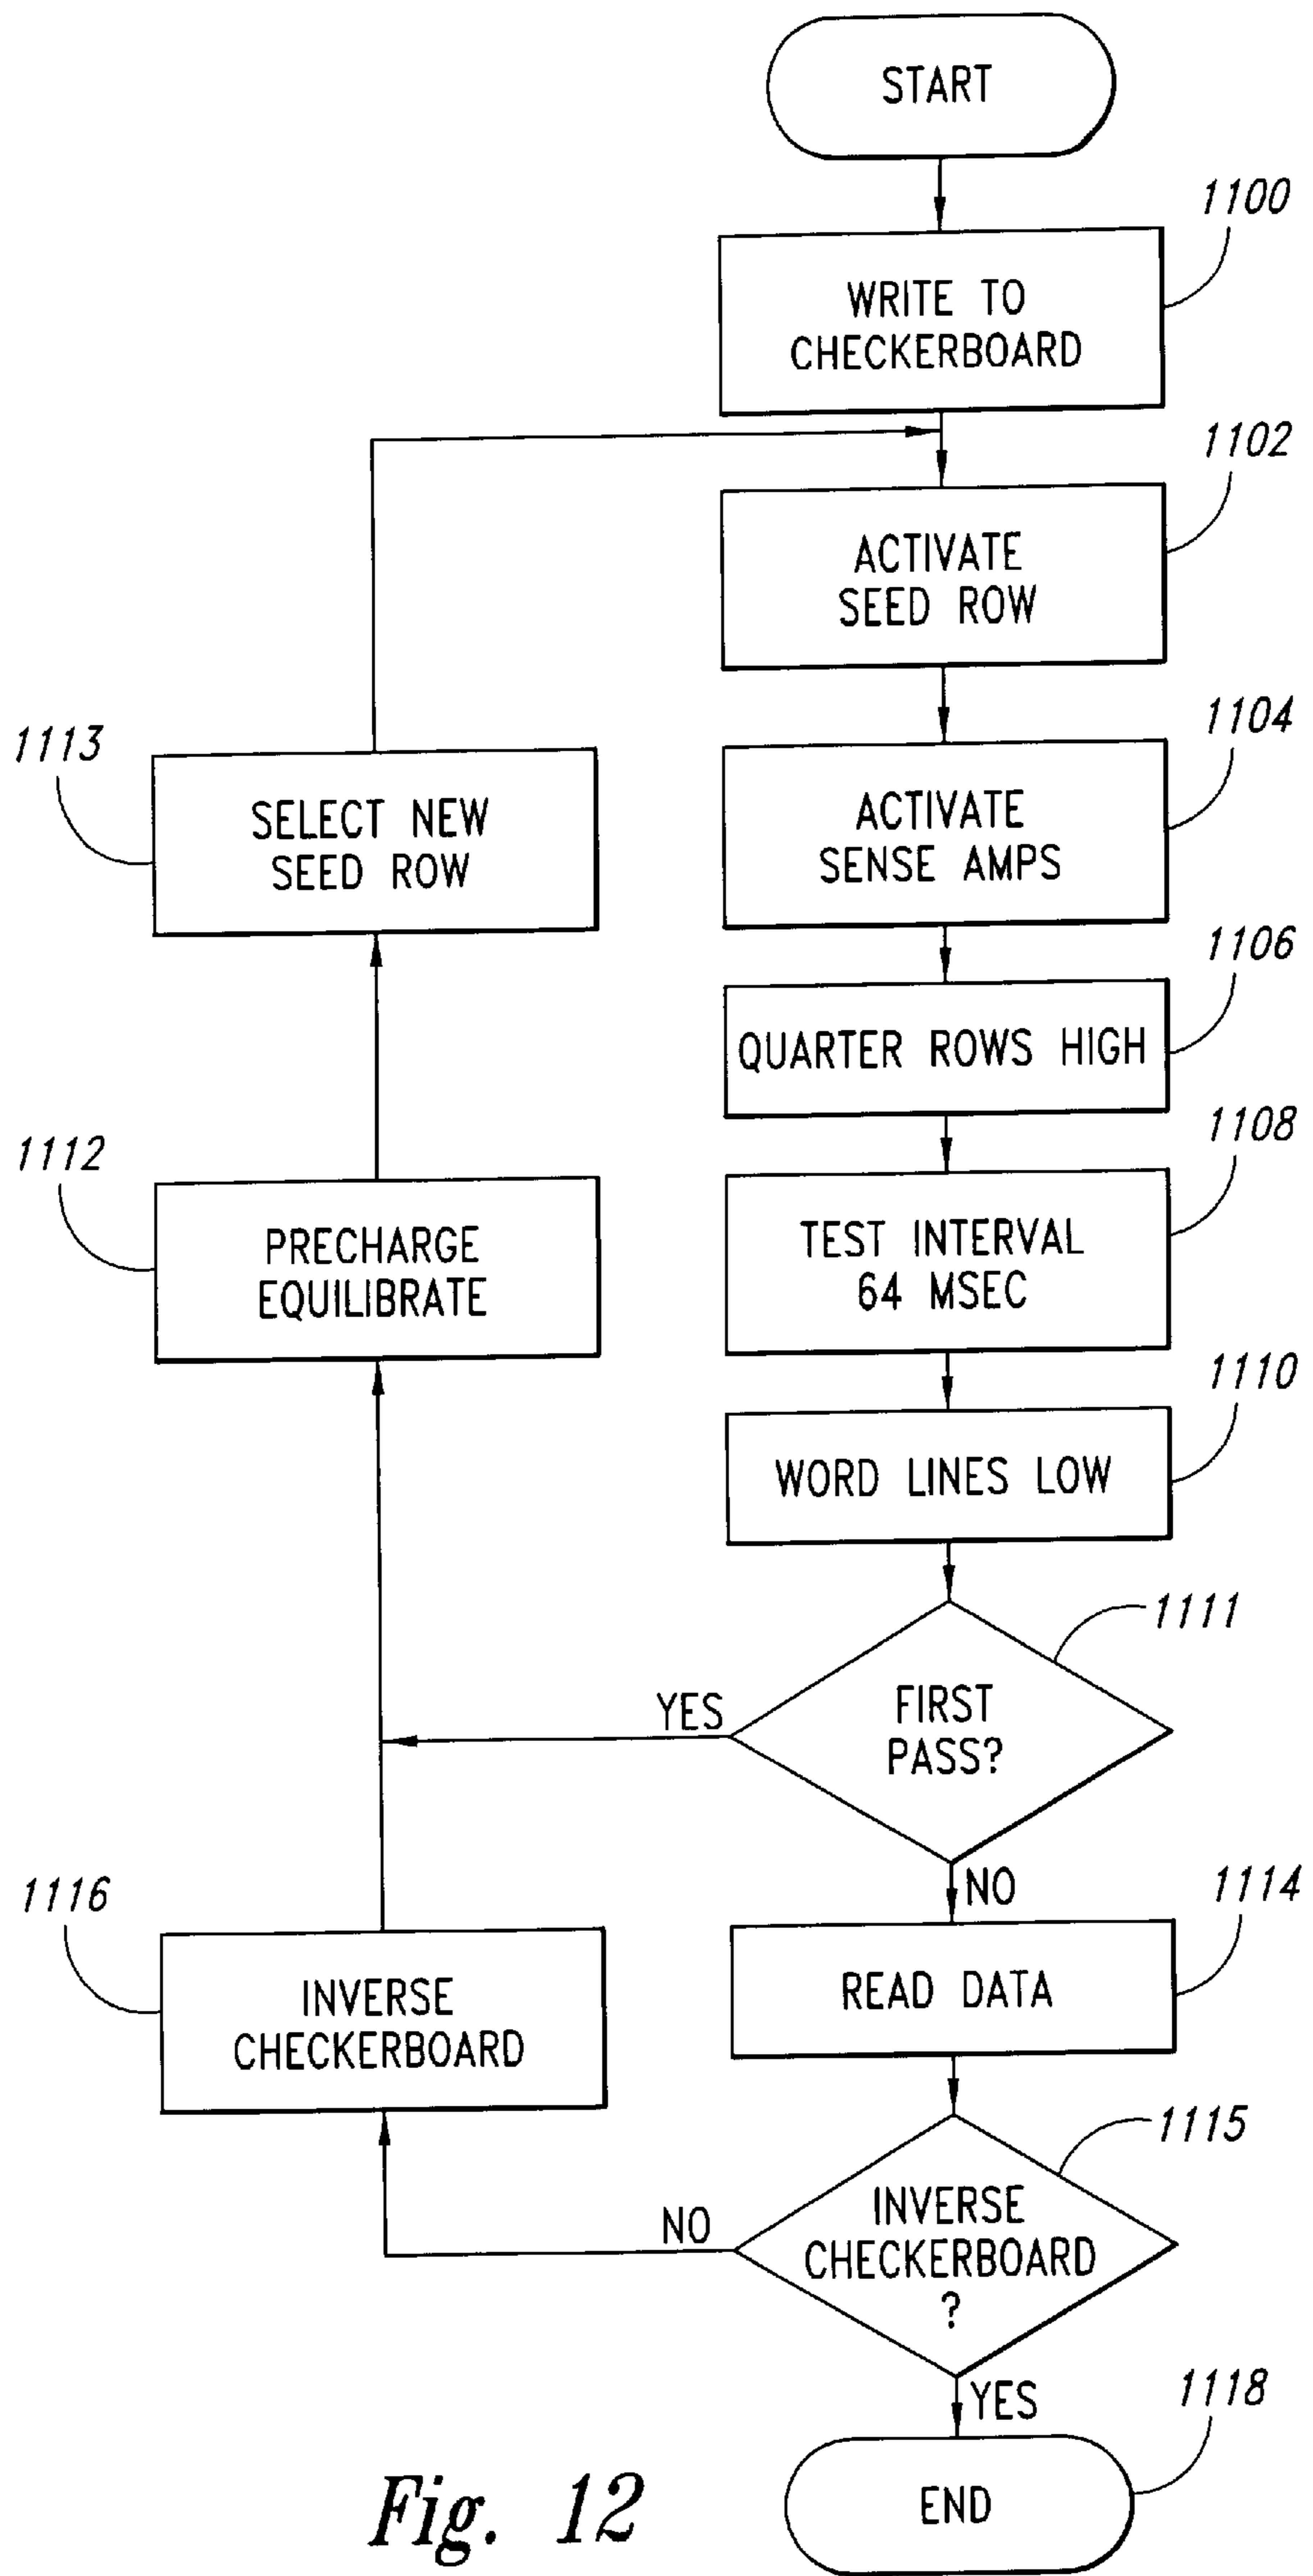 START
1100
WRITE TO
CHECKERBOARD
1102
ACTIVATE
SEED ROW
1104
ACTIVATE
SENSE AMPS
1113
SELECT NEW
SEED ROW
1106
QUARTER ROWS HIGH
1108
TEST INTERVAL
64 MSEC
1112
PRECHARGE
EQUILIBRATE
1110
WORD LINES LOW
1111
FIRST
PASS?
YES
NO
1114
READ DATA
1116
INVERSE
CHECKERBOARD
1115
INVERSE
CHECKERBOARD
?
NO
YES
1118
END
Fig. 12